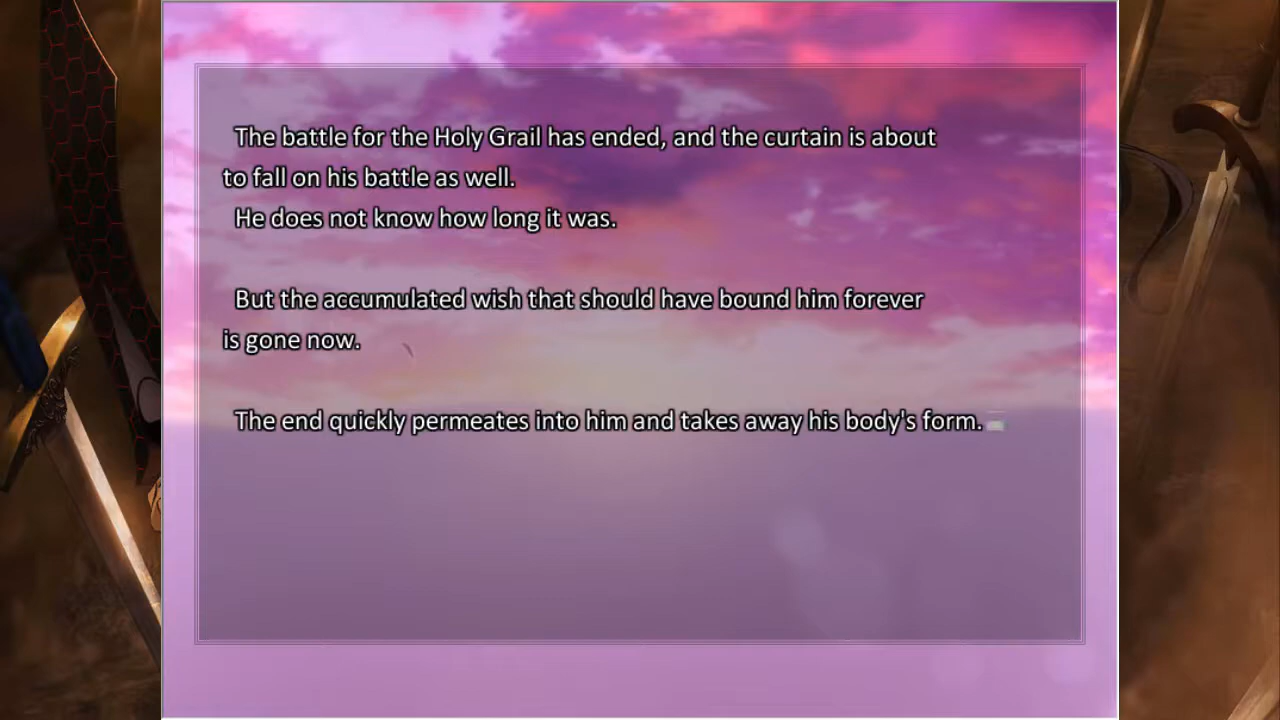 The battle for the Holy Grail has ended, and the curtain is about
to fall on his battle as well.
He does not know how long it was.
But the accumulated wish that should have bound him forever
is gone now.
The end quickly permeates into him and takes away his body's form.